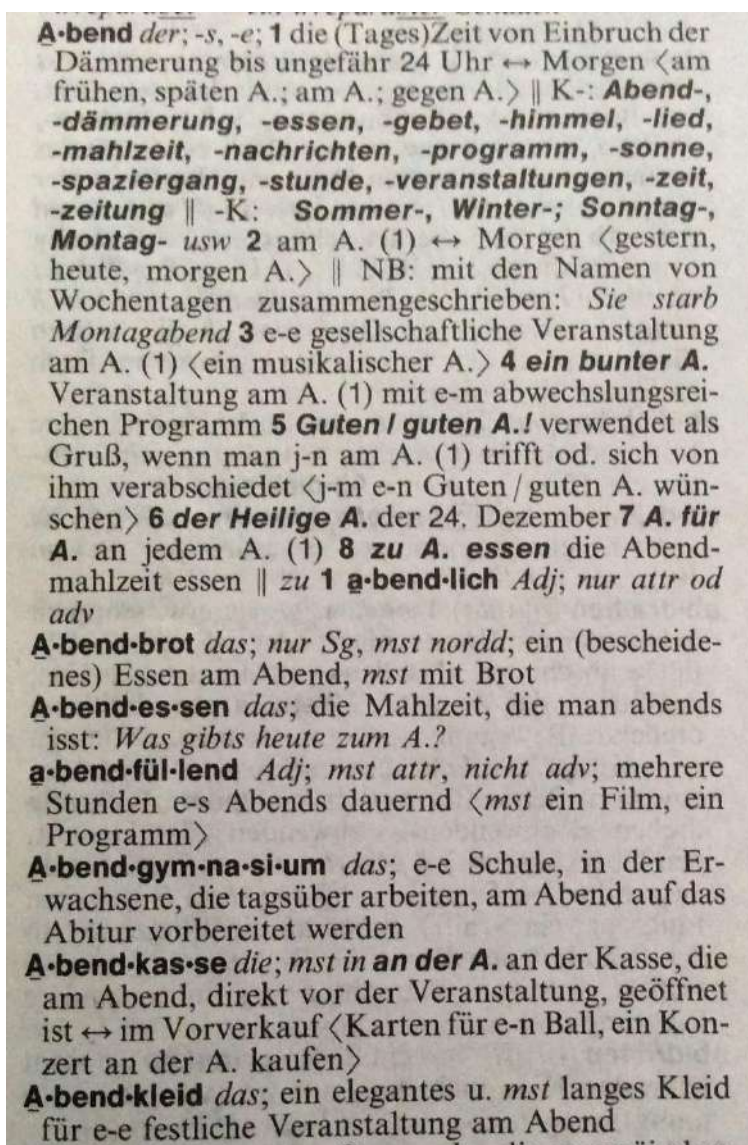 A·bend der; -s, -e; 1 die (Tages)Zeit von Einbruch der
Dämmerung bis ungefähr 24 Uhr ↔ Morgen ⟨am
frühen, späten A.; am A.; gegen A.⟩ || K-: Abend-,
-dämmerung, -essen, -gebet, -himmel, -lied,
-mahlzeit, -nachrichten, -programm, -sonne,
-spaziergang, -stunde, -veranstaltungen, -zeit,
-zeitung || -K: Sommer-, Winter-; Sonntag-,
Montag- usw 2 am A. (1) ↔ Morgen ⟨gestern,
heute, morgen A.⟩ || NB: mit den Namen von
Wochentagen zusammengeschrieben: Sie starb
Montagabend 3 e-e gesellschaftliche Veranstaltung
am A. (1) ⟨ein musikalischer A.⟩ 4 ein bunter A.
Veranstaltung am A. (1) mit e-m abwechslungsrei-
chen Programm 5 Guten / guten A.! verwendet als
Gruß, wenn man j-n am A. (1) trifft od. sich von
ihm verabschiedet ⟨j-m e-n Guten / guten A. wün-
schen⟩ 6 der Heilige A. der 24. Dezember 7 A. für
A. an jedem A. (1) 8 zu A. essen die Abend-
mahlzeit essen || zu 1 a·bend·lich Adj; nur attr od
adv
A·bend·brot das; nur Sg, mst nordd; ein (bescheide-
nes) Essen am Abend, mst mit Brot
A·bend·es·sen das; die Mahlzeit, die man abends
isst: Was gibts heute zum A.?
a·bend·fül·lend Adj; mst attr, nicht adv; mehrere
Stunden e-s Abends dauernd ⟨mst ein Film, ein
Programm⟩
A·bend·gym·na·si·um das; e-e Schule, in der Er-
wachsene, die tagsüber arbeiten, am Abend auf das
Abitur vorbereitet werden
A·bend·kas·se die; mst in an der A. an der Kasse, die
am Abend, direkt vor der Veranstaltung, geöffnet
ist ↔ im Vorverkauf ⟨Karten für e-n Ball, ein Kon-
zert an der A. kaufen⟩
A·bend·kleid das; ein elegantes u. mst langes Kleid
für e-e festliche Veranstaltung am Abend